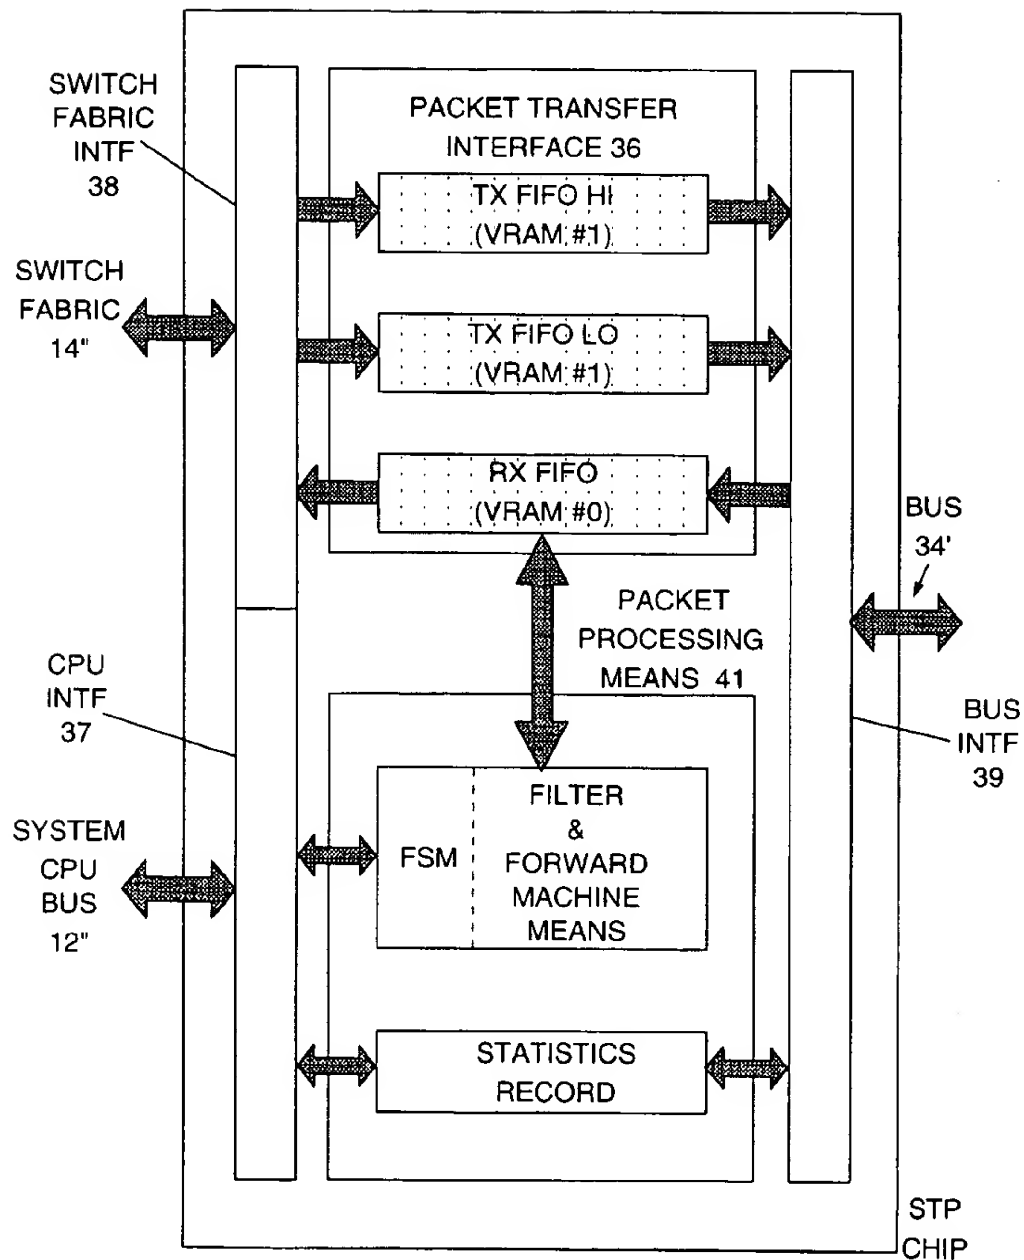 SWITCH
FABRIC
INTF
38
PACKET TRANSFER
INTERFACE 36
TX FIFO HI
(VRAM #1)
SWITCH
FABRIC
14"
TX FIFO LO
(VRAM #1)
RX FIFO
(VRAM #0)
BUS
34'
PACKET
PROCESSING
MEANS 41
CPU
INTF
37
BUS
INTF
39
FSM
FILTER
&
FORWARD
MACHINE
MEANS
SYSTEM
CPU
BUS
12"
STATISTICS
RECORD
STP
CHIP